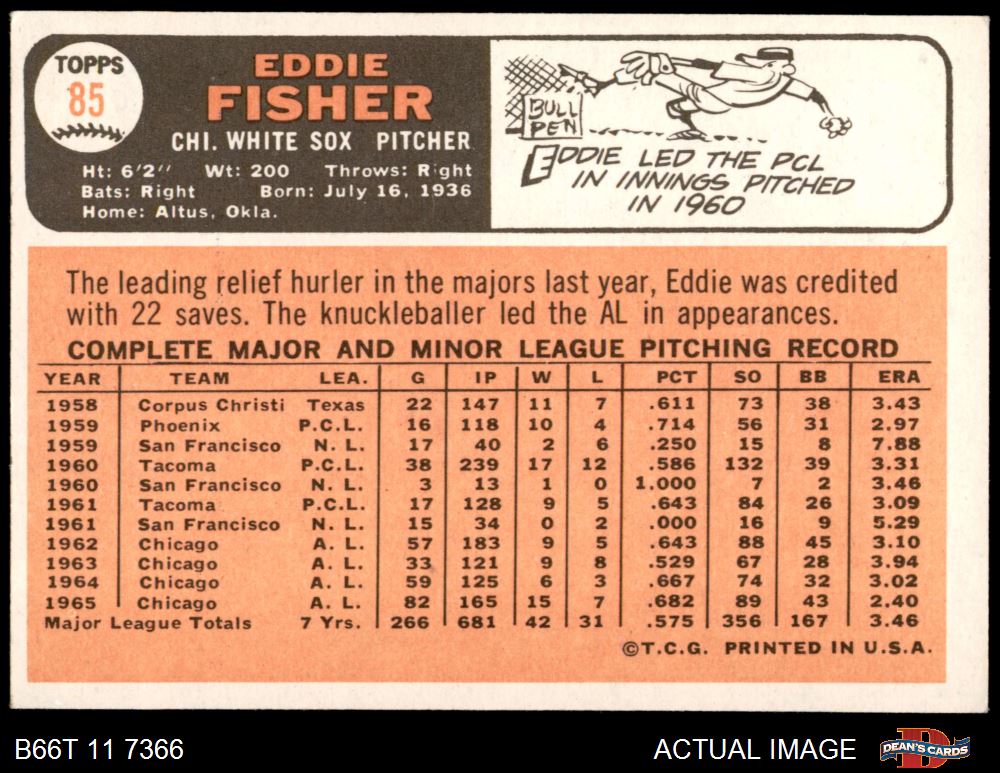 TOPPS
85
EDDIE
FISHER
CHI. WHITE SOX PITCHER
Ht: 6'2" Wt: 200 Throws: Right
Bats: Right Born: July 16, 1936
Home: Altus, Okla.
BULL
PEN
EDDIE LED THE PCL
IN INNINGS PITCHED
IN 1960
The leading relief hurler in the majors last year, Eddie was credited
with 22 saves. The knuckleballer led the AL in appearances.
COMPLETE MAJOR AND MINOR LEAGUE PITCHING RECORD
YEAR TEAM LEA. G IP W L PCT SO BB ERA
1958 Corpus Christi Texas 22 147 11 7 .611 73 38 3.43
1959 Phoenix P.C.L. 16 118 10 4 .714 56 31 2.97
1959 San Francisco N. L. 17 40 2 6 .250 15 8 7.88
1960 Tacoma P.C.L. 38 239 17 12 .586 132 39 3.31
1960 San Francisco N. L. 3 13 1 0 1.000 7 2 3.46
1961 Tacoma P.C.L. 17 128 9 5 .643 84 26 3.09
1961 San Francisco N. L. 15 34 0 2 .000 16 9 5.29
1962 Chicago A. L. 57 183 9 5 .643 88 45 3.10
1963 Chicago A. L. 33 121 9 8 .529 67 28 3.94
1964 Chicago A. L. 59 125 6 3 .667 74 32 3.02
1965 Chicago A. L. 82 165 15 7 .682 89 43 2.40
Major League Totals 7 Yrs. 266 681 42 31 .575 356 167 3.46
©T.C.G. PRINTED IN U.S.A.
B66T 11 7366
ACTUAL IMAGE
DEAN'S CARDS